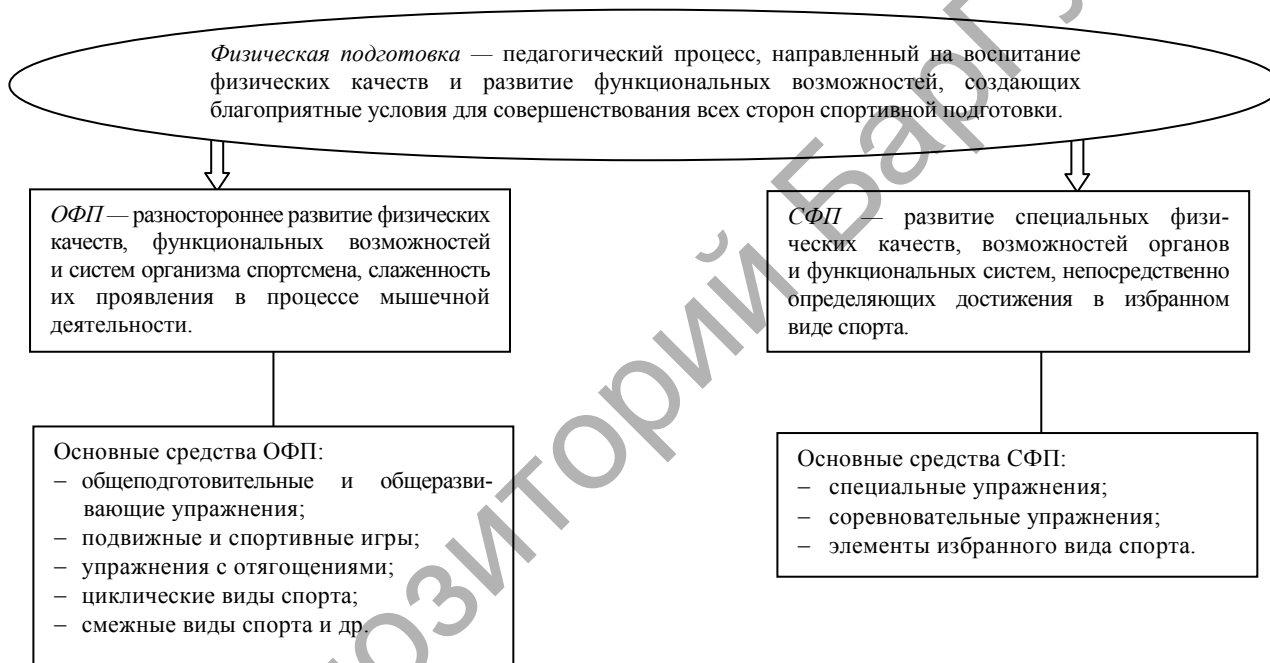 Физическая подготовка — педагогический процесс, направленный на воспитание
физических качеств и развитие функциональных возможностей, создающих
благоприятные условия для совершенствования всех сторон спортивной подготовки.
ОФП — разностороннее развитие физических
качеств, функциональных возможностей
и систем организма спортсмена, слаженность
их проявления в процессе мышечной
деятельности.
СФП — развитие специальных физи-
ческих качеств, возможностей органов
и функциональных систем, непосредственно
определяющих достижения в избранном
виде спорта.
Основные средства ОФП:
– общеподготовительные и общеразви-
вающие упражнения;
– подвижные и спортивные игры;
– упражнения с отягощениями;
– циклические виды спорта;
– смежные виды спорта и др.
Основные средства СФП:
– специальные упражнения;
– соревновательные упражнения;
– элементы избранного вида спорта.